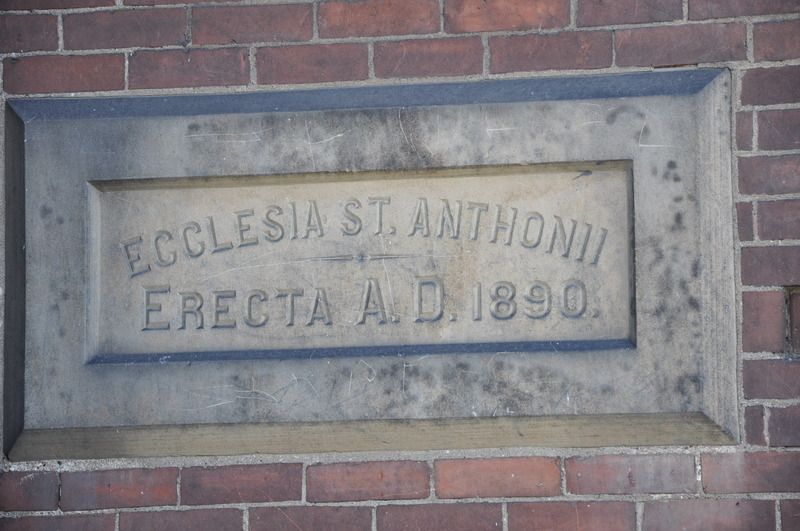 ECCLESIA ST. ANTHONII
ERECTA A.D. 1890.